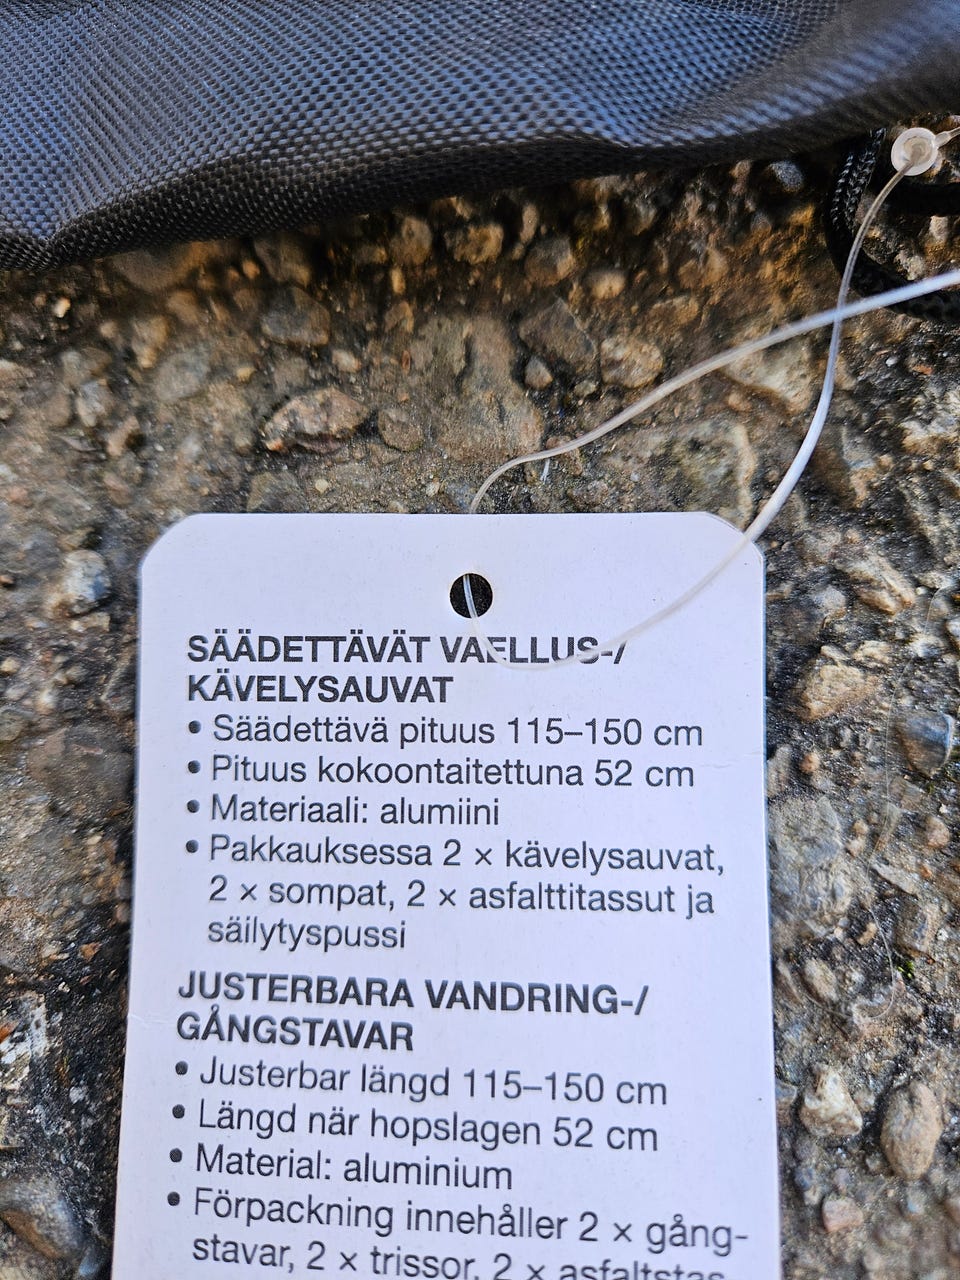 SÄÄDETTÄVÄT VAELLUS-/
KÄVELYSAUVAT
• Säädettävä pituus 115–150 cm
• Pituus kokoontaitettuna 52 cm
• Materiaali: alumiini
• Pakkauksessa 2 × kävelysauvat,
2 × sompat, 2 × asfalttitassut ja
säilytyspussi
JUSTERBARA VANDRING-/
GÅNGSTAVAR
• Justerbar längd 115–150 cm
• Längd när hopslagen 52 cm
• Material: aluminium
• Förpackning innehåller 2 × gång-
stavar, 2 × trissor, 2 × asfaltstas